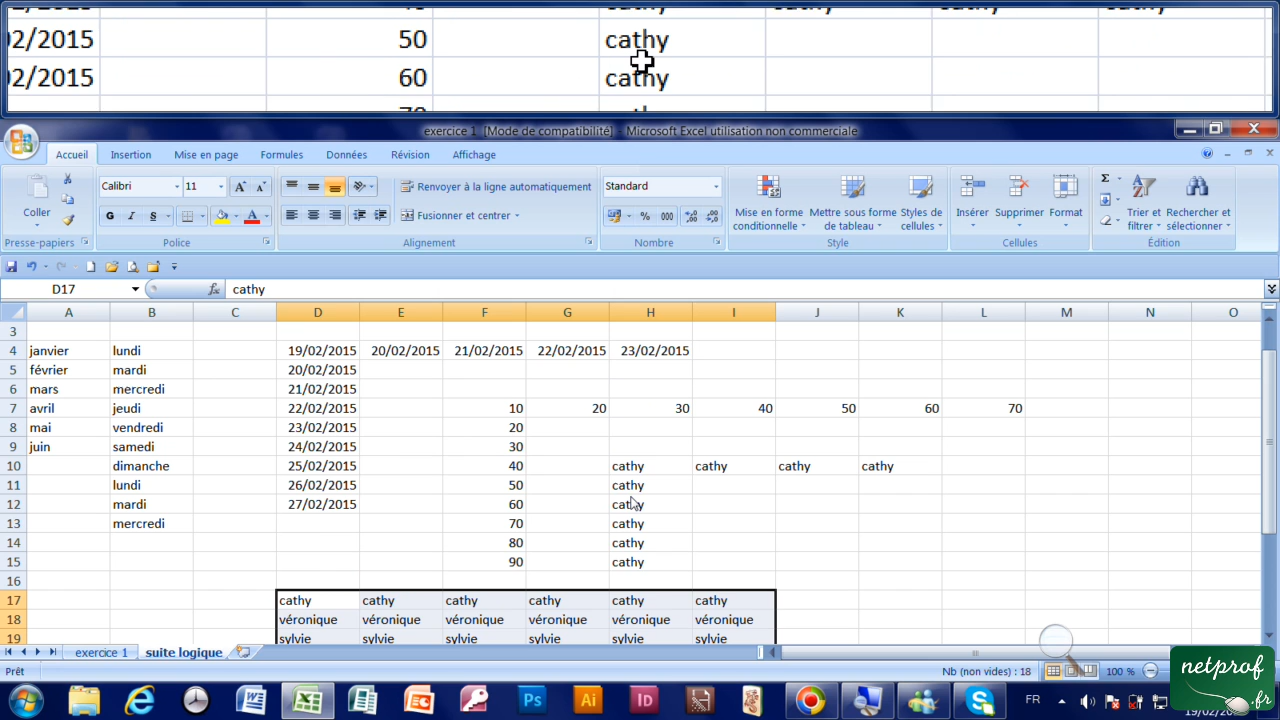 02/2015 50 cathy
02/2015 60 cathy
exercice 1 [Mode de compatibilité] - Microsoft Excel utilisation non commerciale
Accueil Insertion Mise en page Formules Données Révision Affichage
Coller
Calibri 11
G I S
Renvoyer à la ligne automatiquement
Fusionner et centrer
Standard
% 000
Mise en forme conditionnelle
Mettre sous forme de tableau
Styles de cellules
Insérer Supprimer Format
Trier et filtrer
Rechercher et sélectionner
Presse-papiers Police Alignement Nombre Style Cellules Édition
D17 fx cathy
A B C D E F G H I J K L M N O
3
4 janvier lundi 19/02/2015 20/02/2015 21/02/2015 22/02/2015 23/02/2015
5 février mardi 20/02/2015
6 mars mercredi 21/02/2015
7 avril jeudi 22/02/2015 10 20 30 40 50 60 70
8 mai vendredi 23/02/2015 20
9 juin samedi 24/02/2015 30
10 dimanche 25/02/2015 40 cathy cathy cathy cathy
11 lundi 26/02/2015 50 cathy
12 mardi 27/02/2015 60 cathy
13 mercredi 70 cathy
14 80 cathy
15 90 cathy
16
17 cathy cathy cathy cathy cathy cathy
18 véronique véronique véronique véronique véronique véronique
19 sylvie sylvie sylvie sylvie sylvie sylvie
exercice 1 suite logique
Prêt Nb (non vides) : 18 100 %
Ps Ai Id FR
netprof
.fr